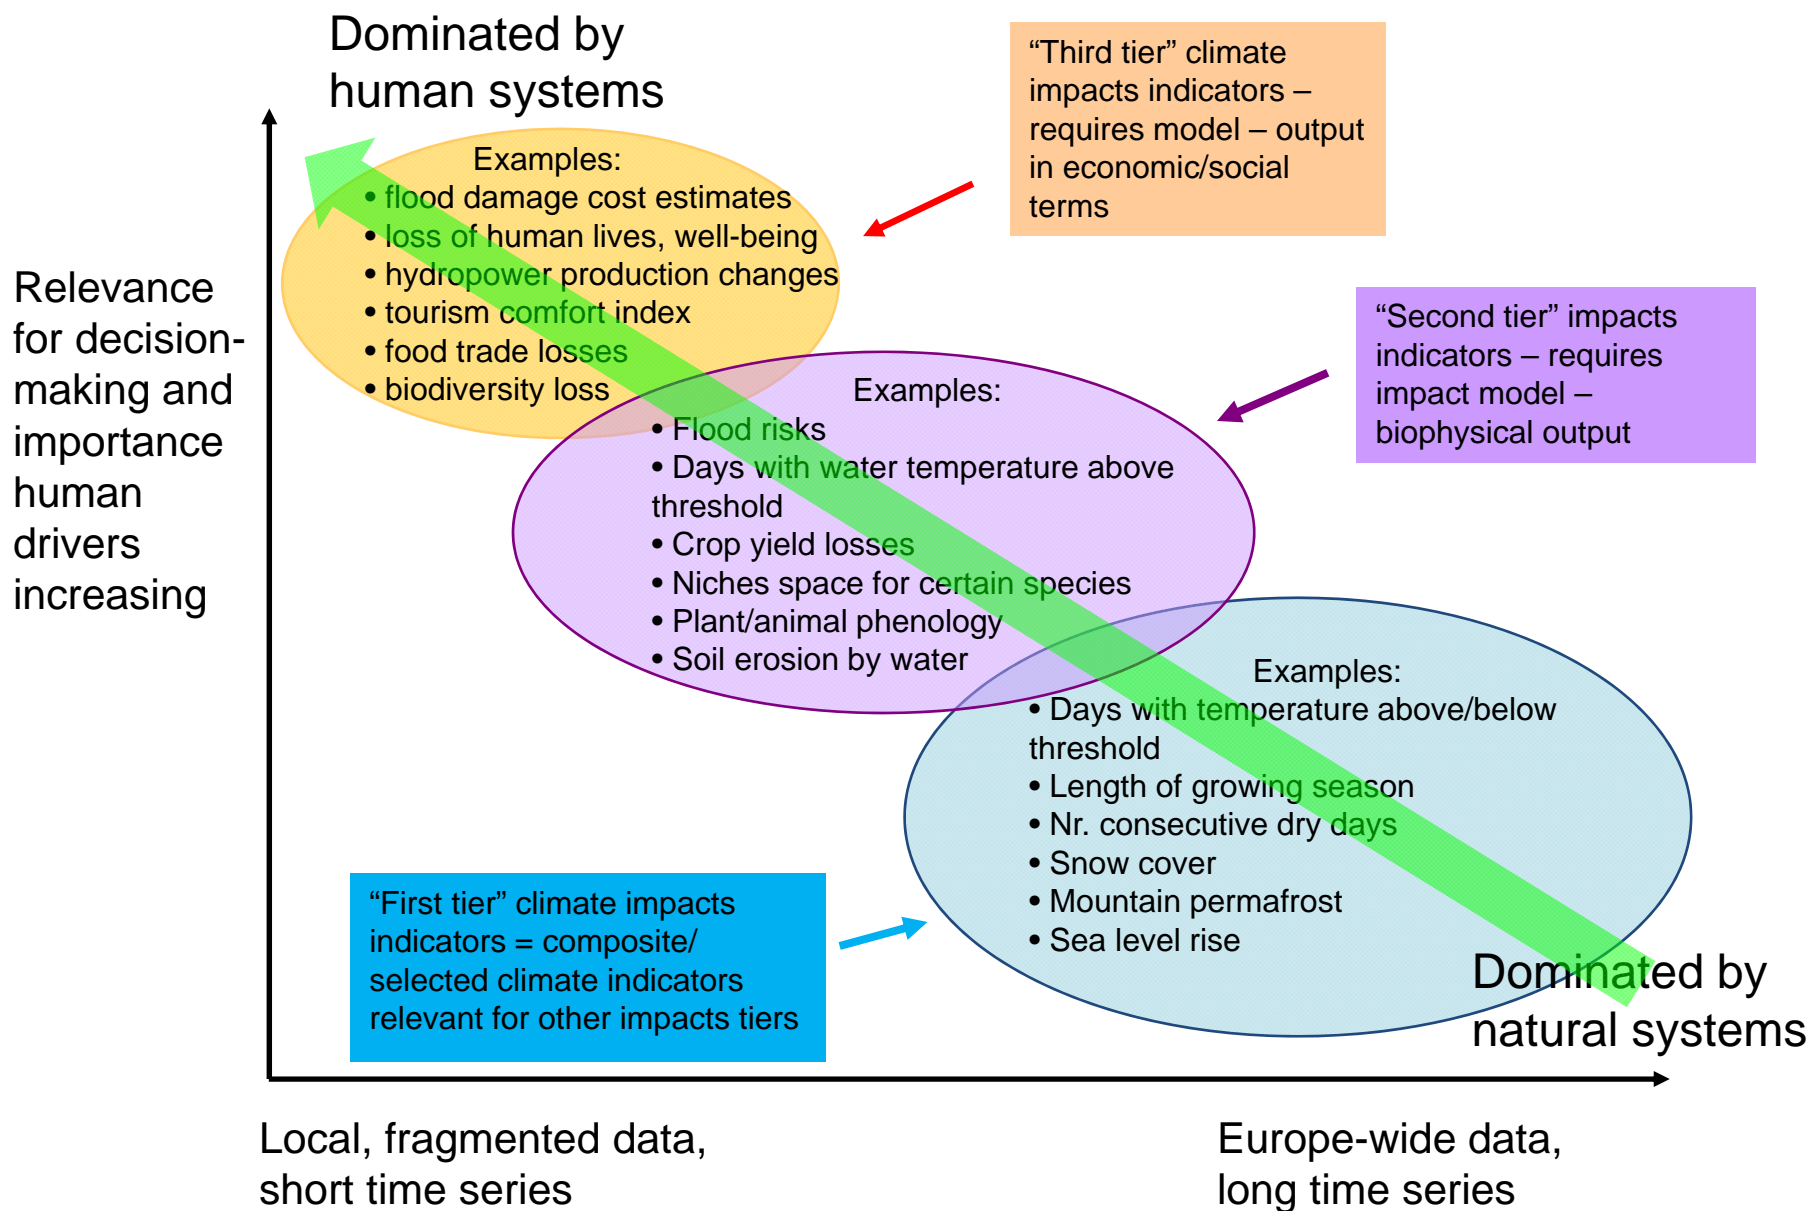 Dominated by
human systems
“Third tier” climate
impacts indicators –
requires model – output
in economic/social
terms
Examples:
• flood damage cost estimates
• loss of human lives, well-being
• hydropower production changes
• tourism comfort index
• food trade losses
• biodiversity loss
Relevance
for decision-
making and
importance
human
drivers
increasing
“Second tier” impacts
indicators – requires
impact model –
biophysical output
Examples:
• Flood risks
• Days with water temperature above
threshold
• Crop yield losses
• Niches space for certain species
• Plant/animal phenology
• Soil erosion by water
Examples:
• Days with temperature above/below
threshold
• Length of growing season
• Nr. consecutive dry days
• Snow cover
• Mountain permafrost
• Sea level rise
“First tier” climate impacts
indicators = composite/
selected climate indicators
relevant for other impacts tiers
Dominated by
natural systems
Local, fragmented data,
short time series
Europe-wide data,
long time series